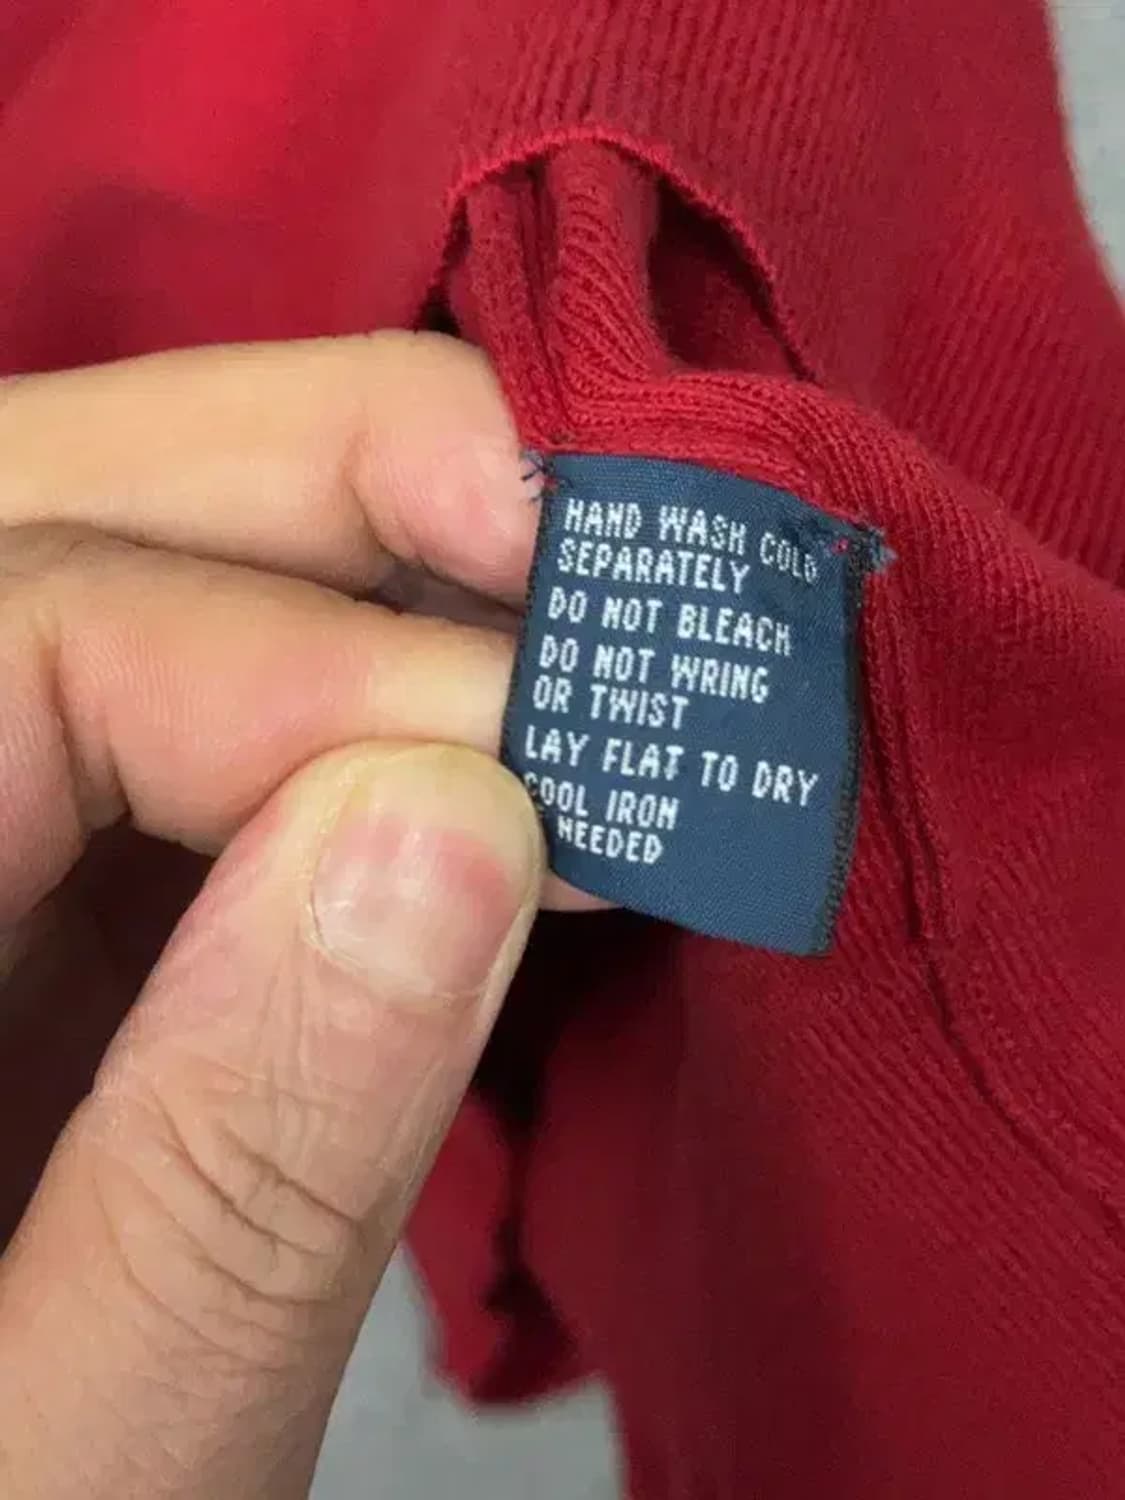 HAND WASH COLD
SEPARATELY
DO NOT BLEACH
DO NOT WRING
OR TWIST
LAY FLAT TO DRY
COOL IRON
NEEDED